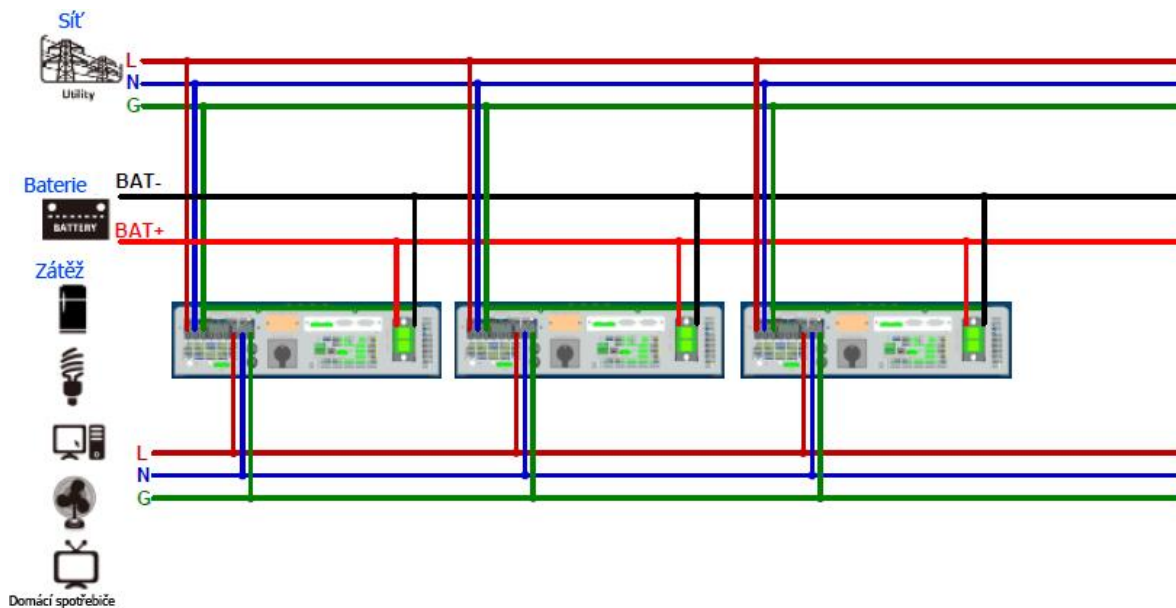 Síť
Utility
L
N
G
Baterie
BATTERY
BAT-
BAT+
Zátěž
L
N
G
Domácí spotřebiče